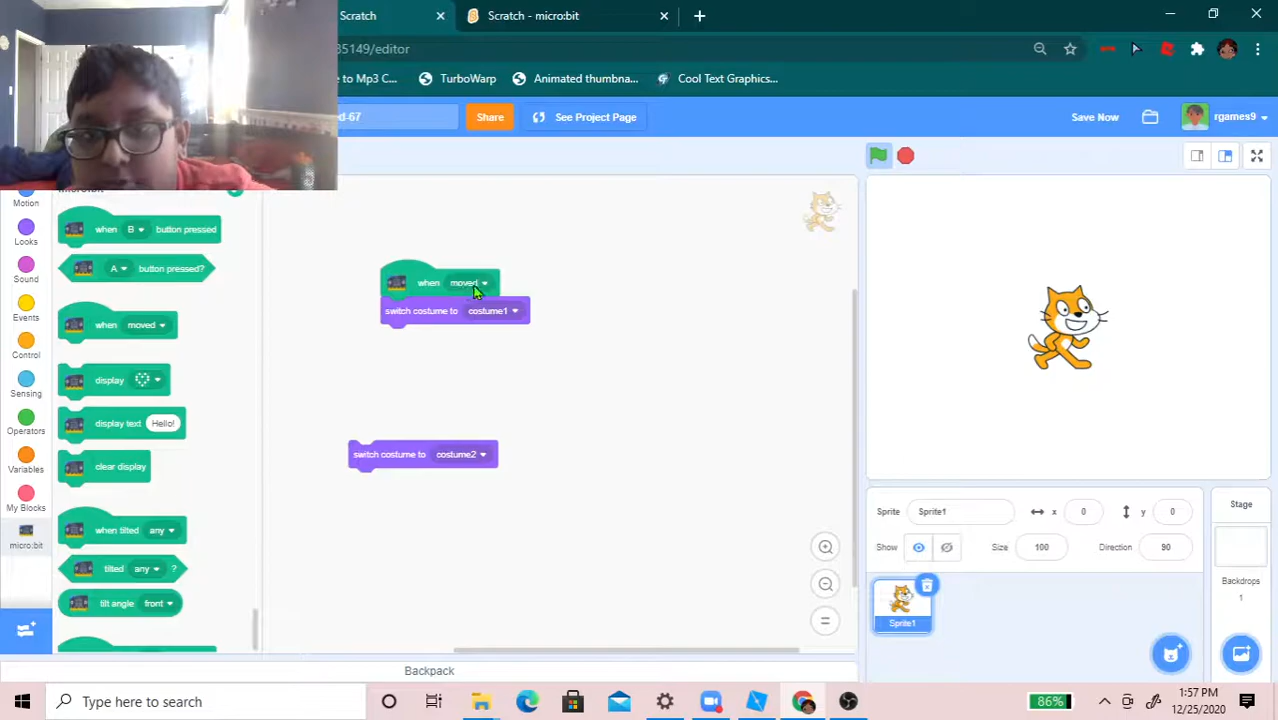 Scratch
Scratch - micro:bit
35149/editor
e to Mp3 C...
TurboWarp
Animated thumbna...
Cool Text Graphics...
ed-67
Share
See Project Page
Save Now
rgames9
Motion
Looks
Sound
Events
Control
Sensing
Operators
Variables
My Blocks
micro:bit
micro:bit
when B button pressed
A button pressed?
when moved
display
display text Hello!
clear display
when tilted any
tilted any ?
tilt angle front
when moved
switch costume to costume1
switch costume to costume2
Sprite Sprite1 x 0 y 0
Show Size 100 Direction 90
Sprite1
Stage
Backdrops
1
Backpack
Type here to search
86%
1:57 PM
12/25/2020